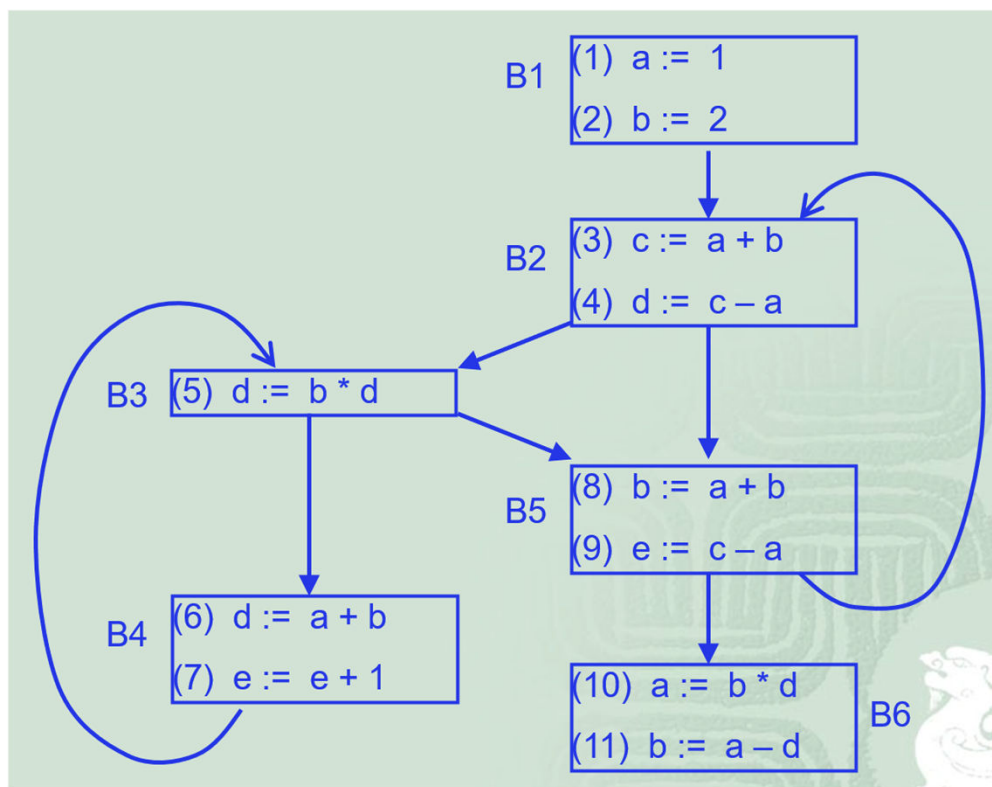 B1
(1) a := 1
(2) b := 2
B2
(3) c := a + b
(4) d := c – a
B3
(5) d := b * d
B4
(6) d := a + b
(7) e := e + 1
B5
(8) b := a + b
(9) e := c – a
B6
(10) a := b * d
(11) b := a – d